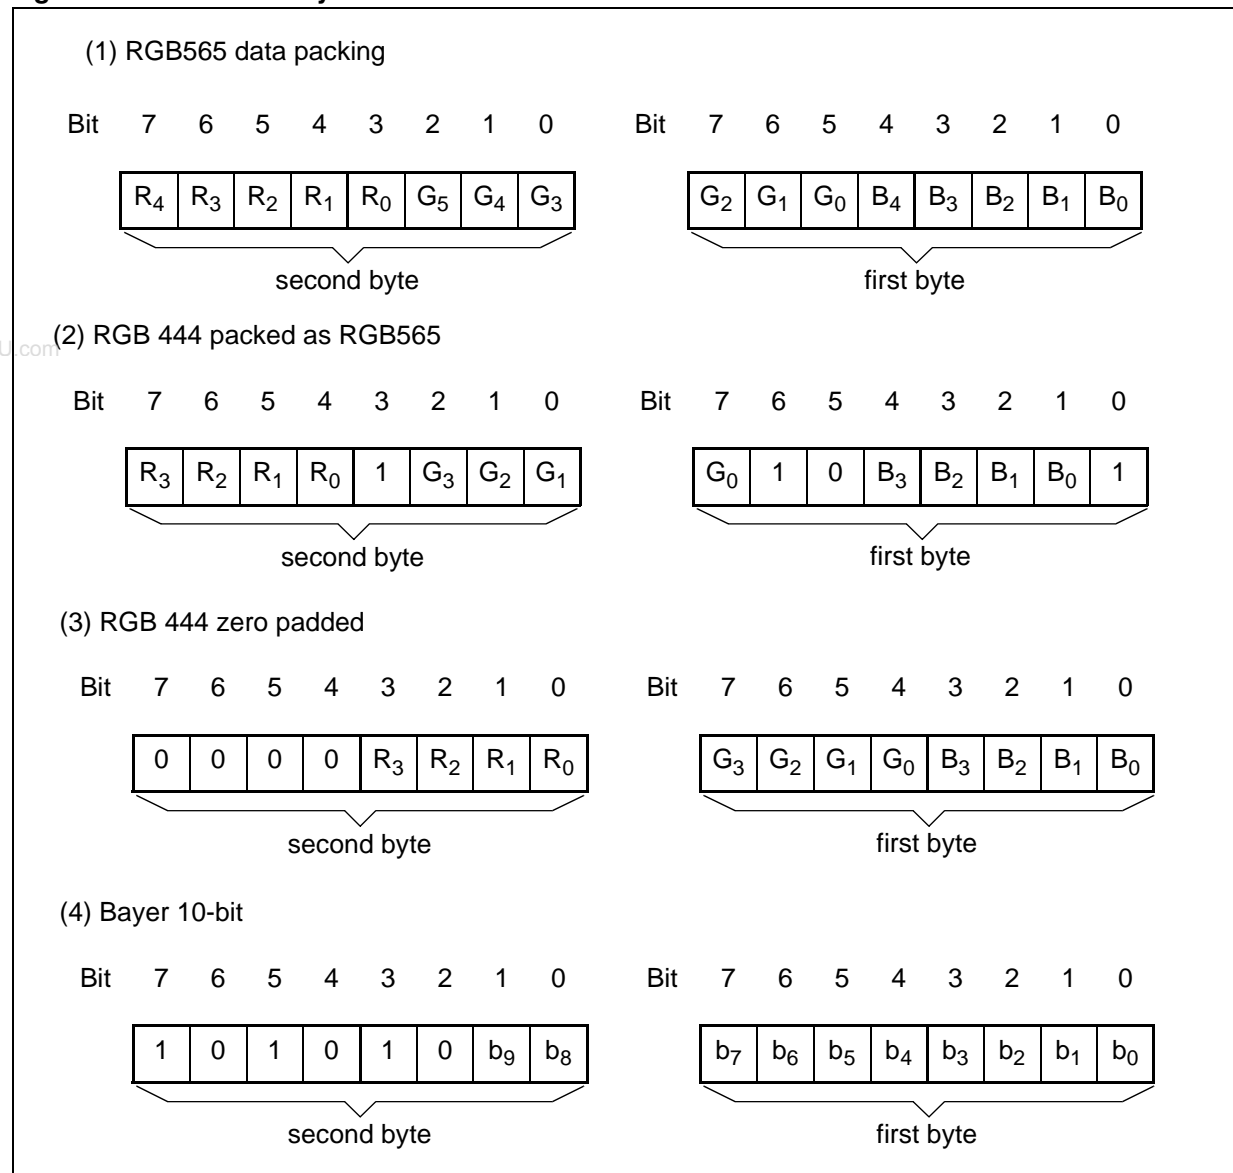 (1) RGB565 data packing
Bit 7 6 5 4 3 2 1 0 Bit 7 6 5 4 3 2 1 0
R4 R3 R2 R1 R0 G5 G4 G3 G2 G1 G0 B4 B3 B2 B1 B0
second byte first byte
(2) RGB 444 packed as RGB565
U.com
Bit 7 6 5 4 3 2 1 0 Bit 7 6 5 4 3 2 1 0
R3 R2 R1 R0 1 G3 G2 G1 G0 1 0 B3 B2 B1 B0 1
second byte first byte
(3) RGB 444 zero padded
Bit 7 6 5 4 3 2 1 0 Bit 7 6 5 4 3 2 1 0
0 0 0 0 R3 R2 R1 R0 G3 G2 G1 G0 B3 B2 B1 B0
second byte first byte
(4) Bayer 10-bit
Bit 7 6 5 4 3 2 1 0 Bit 7 6 5 4 3 2 1 0
1 0 1 0 1 0 b9 b8 b7 b6 b5 b4 b3 b2 b1 b0
second byte first byte